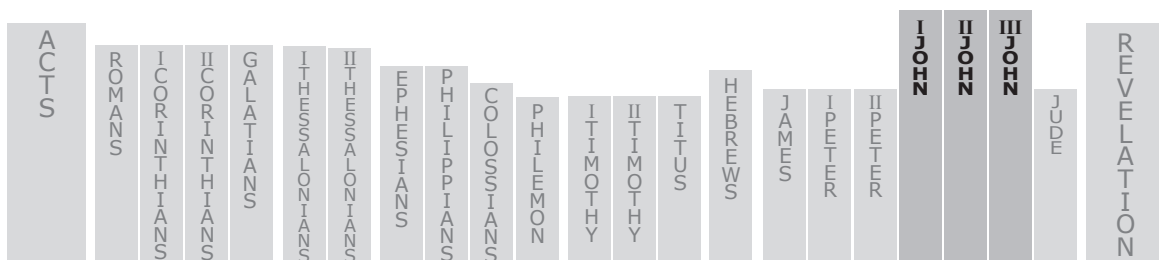 ACTS
ROMANS
I CORINTHIANS
II CORINTHIANS
GALATIANS
I THESSALONIANS
II THESSALONIANS
EPHESIANS
PHILIPPIANS
COLOSSIANS
PHILEMON
I TIMOTHY
II TIMOTHY
TITUS
HEBREWS
JAMES
I PETER
II PETER
I JOHN
II JOHN
III JOHN
JUDE
REVELATION